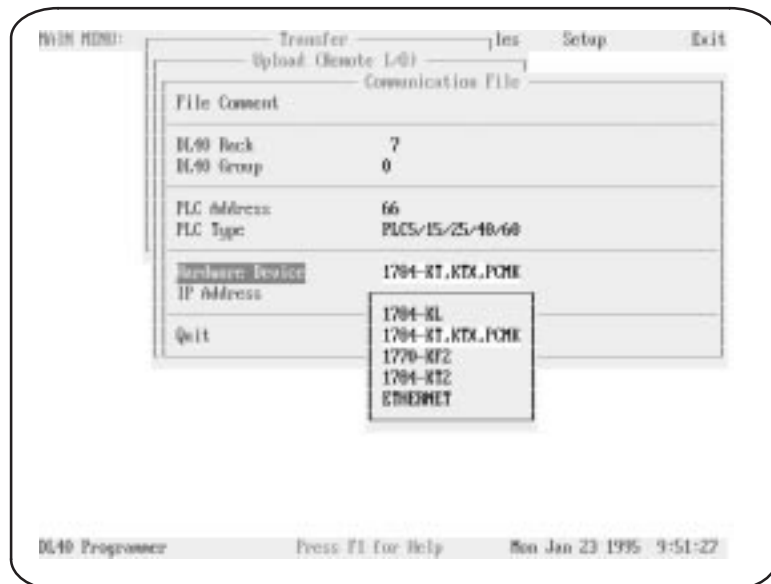 MAIN MENU: Transfer les Setup Exit
Upload (Remote I/O)
Communication File
File Comment
DL40 Rack 7
DL40 Group 0
PLC Address 66
PLC Type PLC5/15/25/40/60
Hardware Device 1784-KT,KTX,PCMK
IP Address
1784-KL
Quit 1784-KT,KTX,PCMK
1770-KF2
1784-KT2
ETHERNET
DL40 Programmer Press F1 for Help Mon Jan 23 1995 9:51:27